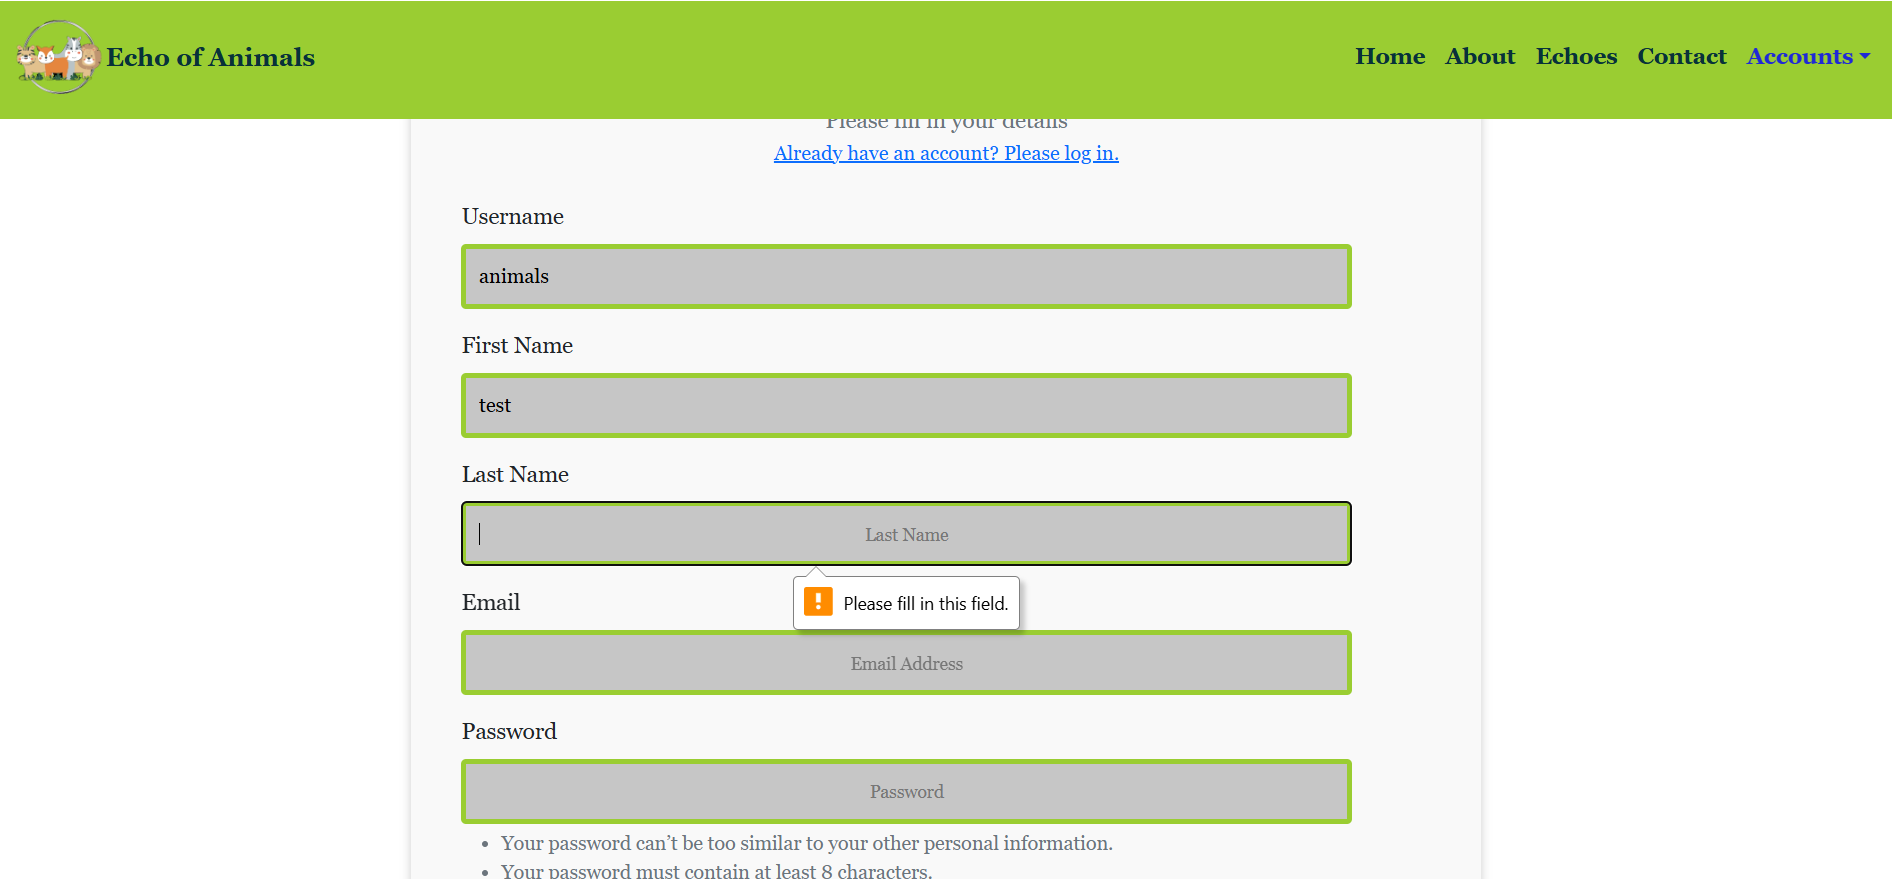 Echo of Animals
Home About Echoes Contact Accounts
Please fill in your details
Already have an account? Please log in.
Username
animals
First Name
test
Last Name
Last Name
Please fill in this field.
Email
Email Address
Password
Password
Your password can’t be too similar to your other personal information.
Your password must contain at least 8 characters.